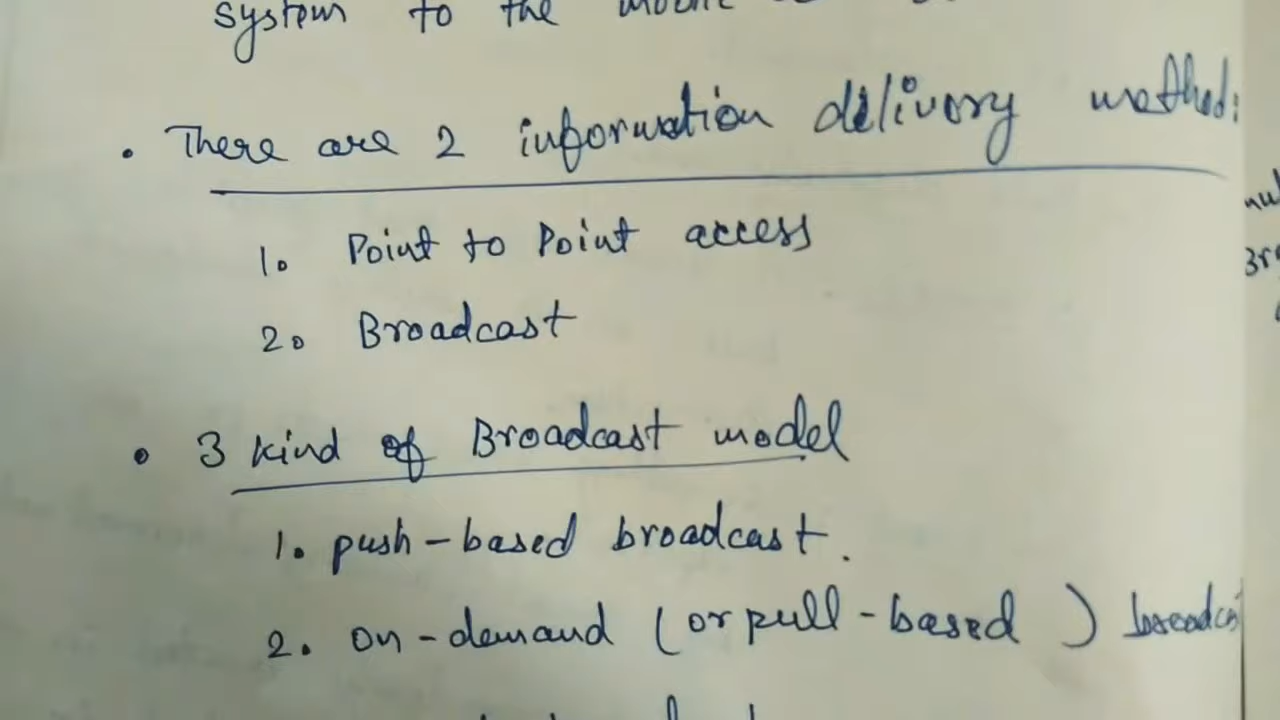 system to the
• There are 2 information delivery method:
1. Point to Point access
2. Broadcast
• 3 kind of Broadcast model
1. push-based broadcast.
2. on-demand (or pull-based)